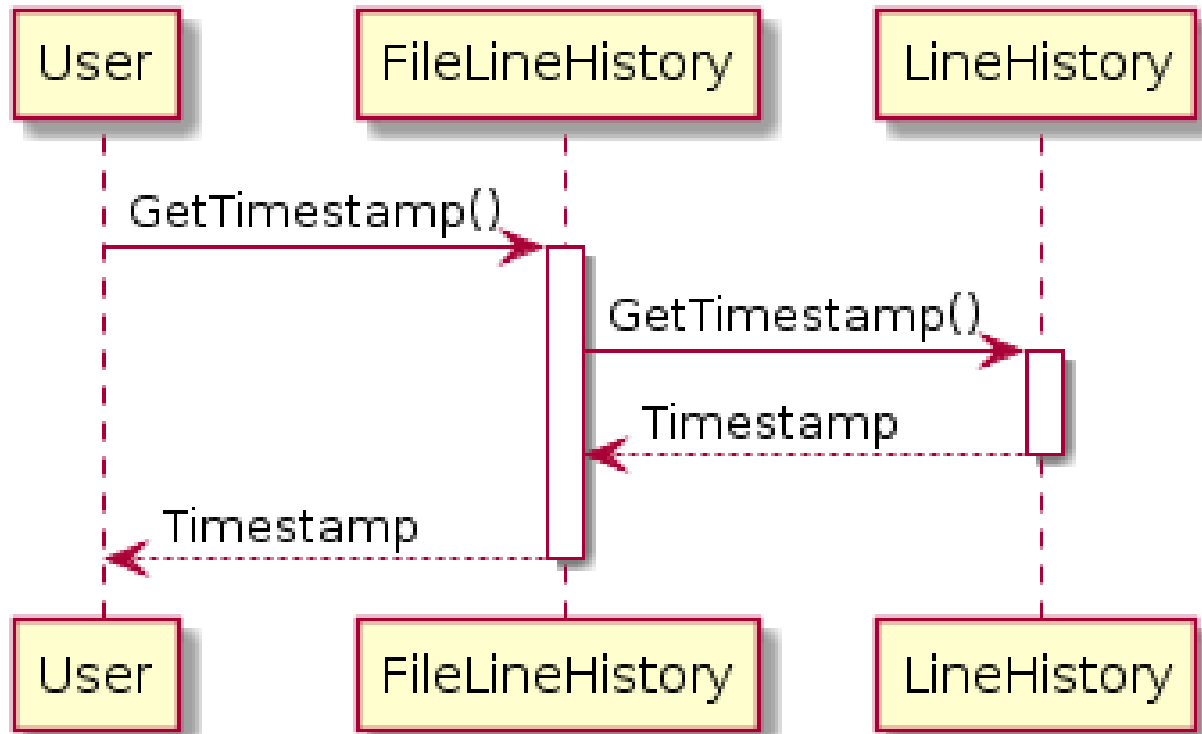 User
FileLineHistory
LineHistory
GetTimestamp()
GetTimestamp()
Timestamp
Timestamp
User
FileLineHistory
LineHistory